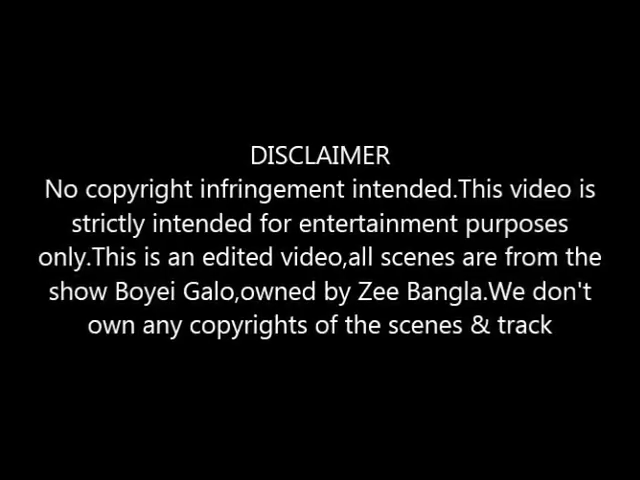 DISCLAIMER
No copyright infringement intended.This video is
strictly intended for entertainment purposes
only.This is an edited video,all scenes are from the
show Boyei Galo,owned by Zee Bangla.We don't
own any copyrights of the scenes & track